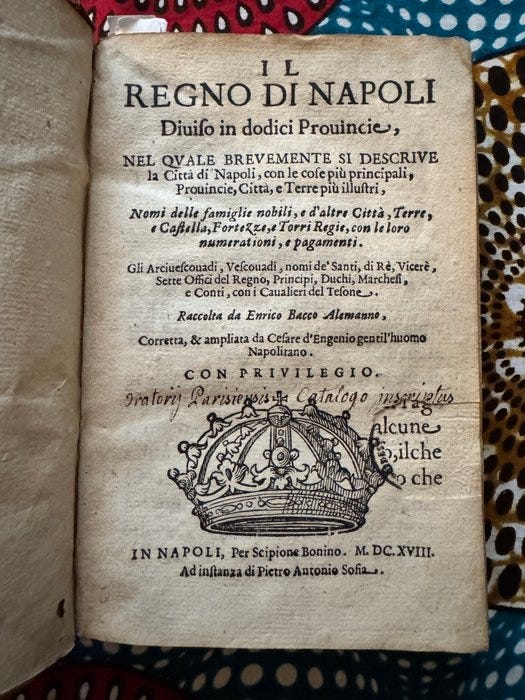 IL
REGNO DI NAPOLI
Diuiſo in dodici Prouincie,
NEL QVALE BREVEMENTE SI DESCRIVE
la Città di Napoli, con le coſe più principali,
Prouincie, Città, e Terre più illuſtri,
Nomi delle famiglie nobili, e d'altre Città, Terre,
e Caſtella, Fortezze, e Torri Regie, con le loro
numerationi, e pagamenti.
Gli Arciueſcouadi, Veſcouadi, nomi de' Santi, di Rè, Vicerè,
Sette Offici del Regno, Principi, Duchi, Marcheſi,
e Conti, con i Caualieri del Teſone.
Raccolta da Enrico Bacco Alemanno,
Corretta, & ampliata da Ceſare d'Engenio gentil'huomo
Napolitano.
CON PRIVILEGIO.
Oratorij Parisiensis Catalogo inscriptus
alcune
ilche
che
IN NAPOLI, Per Scipione Bonino. M. DC. XVIII.
Ad inſtanza di Pietro Antonio Sofia.